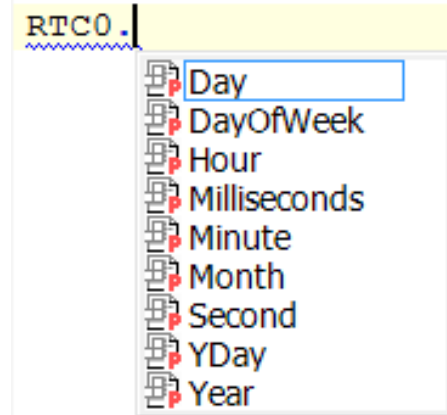 RTC0.
Day
DayOfWeek
Hour
Milliseconds
Minute
Month
Second
YDay
Year